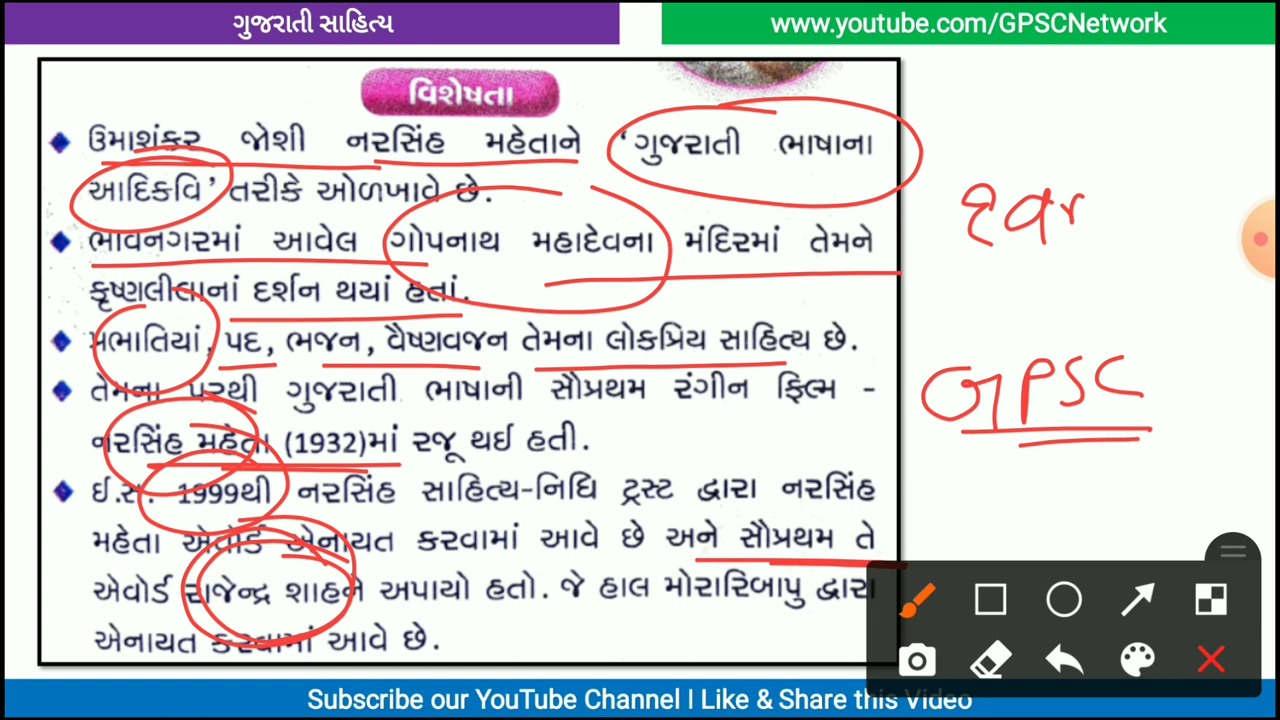 ગુજરાતી સાહિત્ય
www.youtube.com/GPSCNetwork
વિશેષતા
ઉમાશંકર જોશી નરસિંહ મહેતાને ‘ગુજરાતી ભાષાના
આદિકવિ’ તરીકે ઓળખાવે છે.
ભાવનગરમાં આવેલ ગોપનાથ મહાદેવના મંદિરમાં તેમને
કૃષ્ણલીલાનાં દર્શન થયાં હતાં.
પ્રભાતિયાં, પદ, ભજન, વૈષ્ણવજન તેમના લોકપ્રિય સાહિત્ય છે.
તેમના પરથી ગુજરાતી ભાષાની સૌપ્રથમ રંગીન ફિલ્મ -
નરસિંહ મહેતા (1932)માં રજૂ થઈ હતી.
ઈ.સ. 1999થી નરસિંહ સાહિત્ય-નિધિ ટ્રસ્ટ દ્વારા નરસિંહ
મહેતા એવોર્ડ એનાયત કરવામાં આવે છે અને સૌપ્રથમ તે
એવોર્ડ રાજેન્દ્ર શાહને અપાયો હતો. જે હાલ મોરારિબાપુ દ્વારા
એનાયત કરવામાં આવે છે.
PSC
Subscribe our YouTube Channel I Like & Share this Video